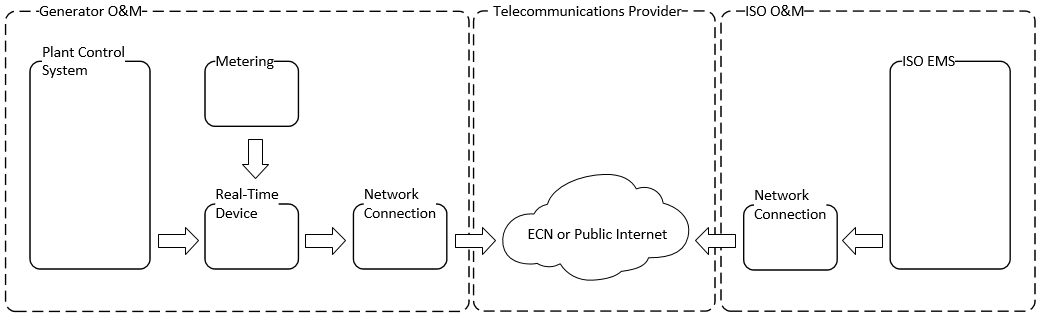 Generator O&M
Telecommunications Provider
ISO O&M
Plant Control
System
Metering
ISO EMS
Real-Time
Device
Network
Connection
ECN or Public Internet
Network
Connection